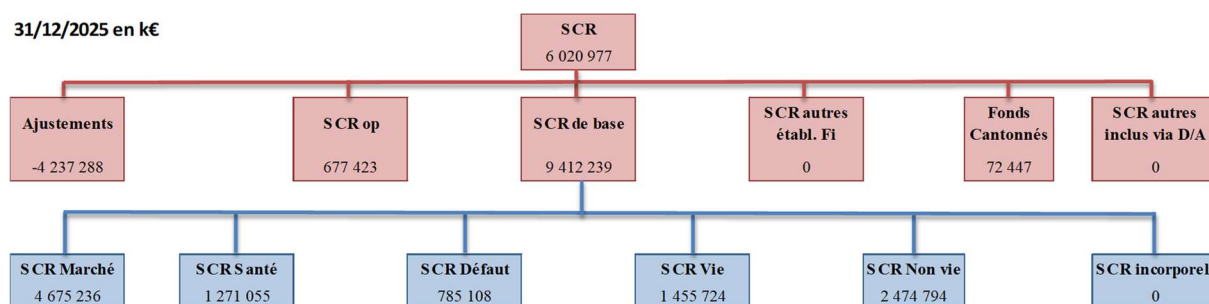 31/12/2025 en k€
SCR
6 020 977
Ajustements
-4 237 288
SCR op
677 423
SCR de base
9 412 239
SCR autres
établ. Fi
0
Fonds
Cantonnés
72 447
SCR autres
inclus via D/A
0
SCR Marché
4 675 236
SCR Santé
1 271 055
SCR Défaut
785 108
SCR Vie
1 455 724
SCR Non vie
2 474 794
SCR incorporel
0